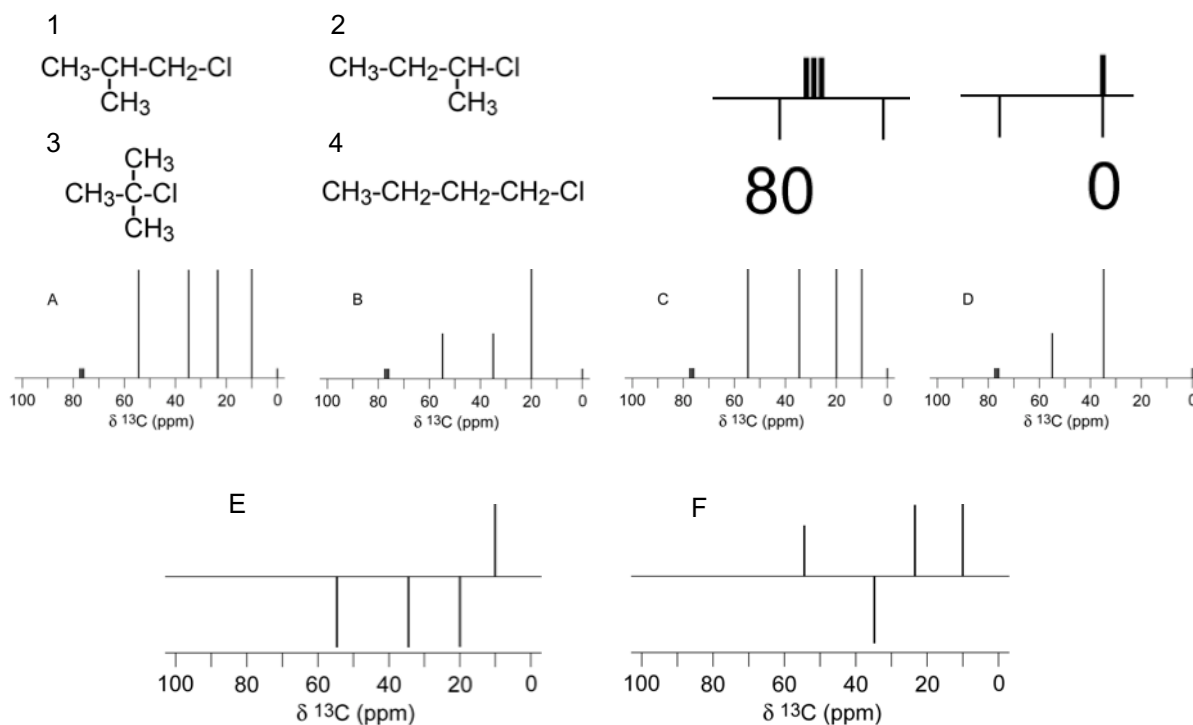 1
CH3-CH-CH2-Cl
CH3
2
CH3-CH2-CH-Cl
CH3
3
CH3
CH3-C-Cl
CH3
4
CH3-CH2-CH2-CH2-Cl
80
0
A
100 80 60 40 20 0
δ 13C (ppm)
B
100 80 60 40 20 0
δ 13C (ppm)
C
100 80 60 40 20 0
δ 13C (ppm)
D
100 80 60 40 20 0
δ 13C (ppm)
E
100 80 60 40 20 0
δ 13C (ppm)
F
100 80 60 40 20 0
δ 13C (ppm)